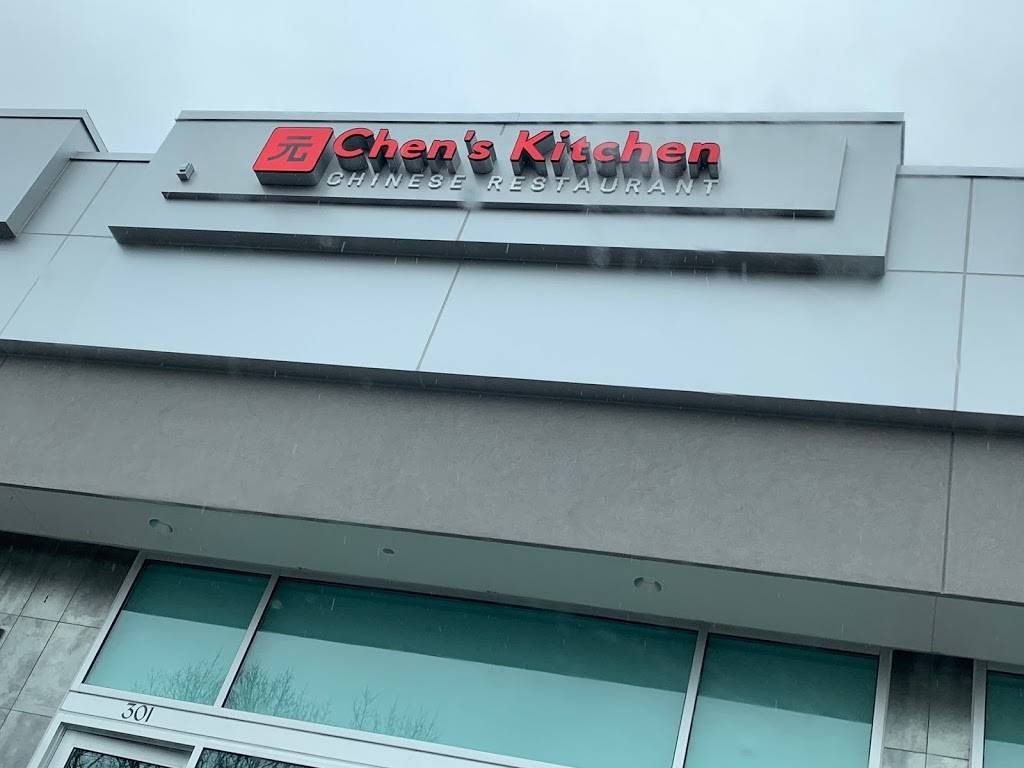 元 Chen's Kitchen
CHINESE RESTAURANT
301